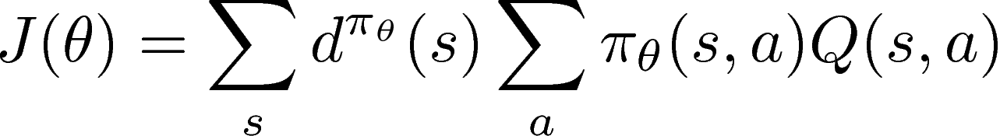 J(θ) = ∑_s d^{π_θ}(s) ∑_a π_θ(s, a)Q(s, a)